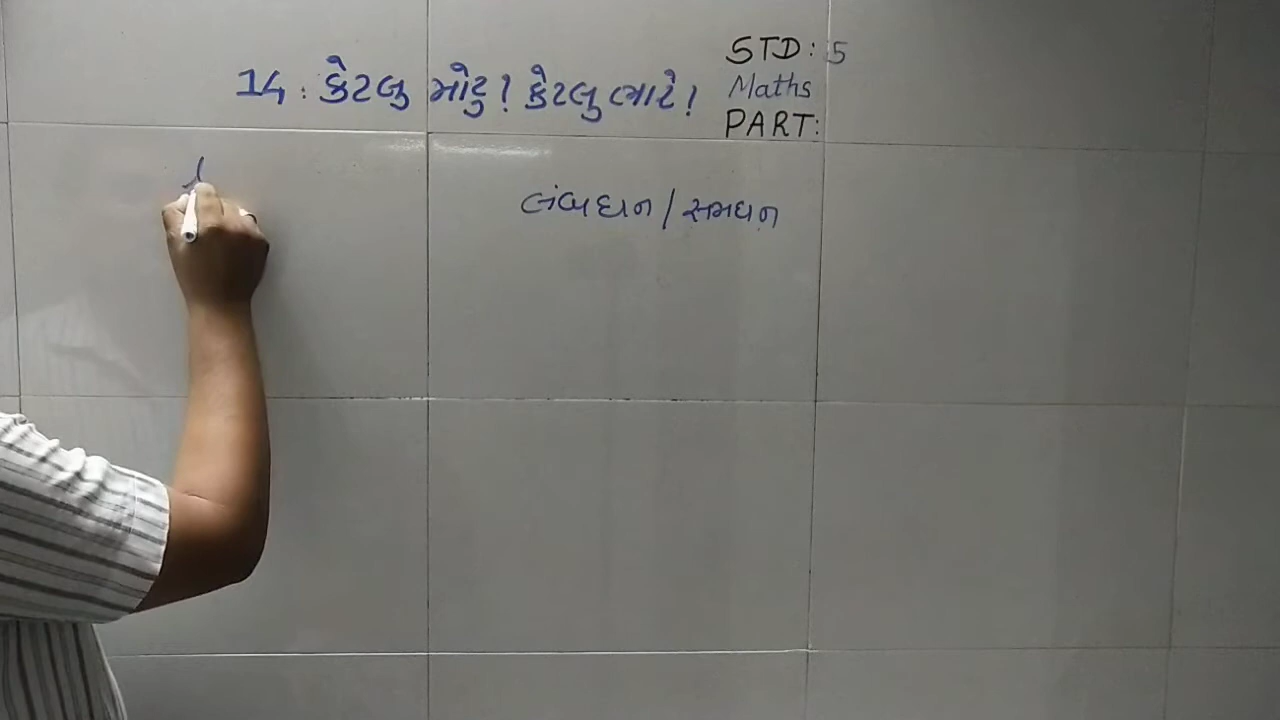 14 : કેટલુ મોટુ ! કેટલુ ભારે !
STD : 5
Maths
PART:
લંબઘન / સમઘન